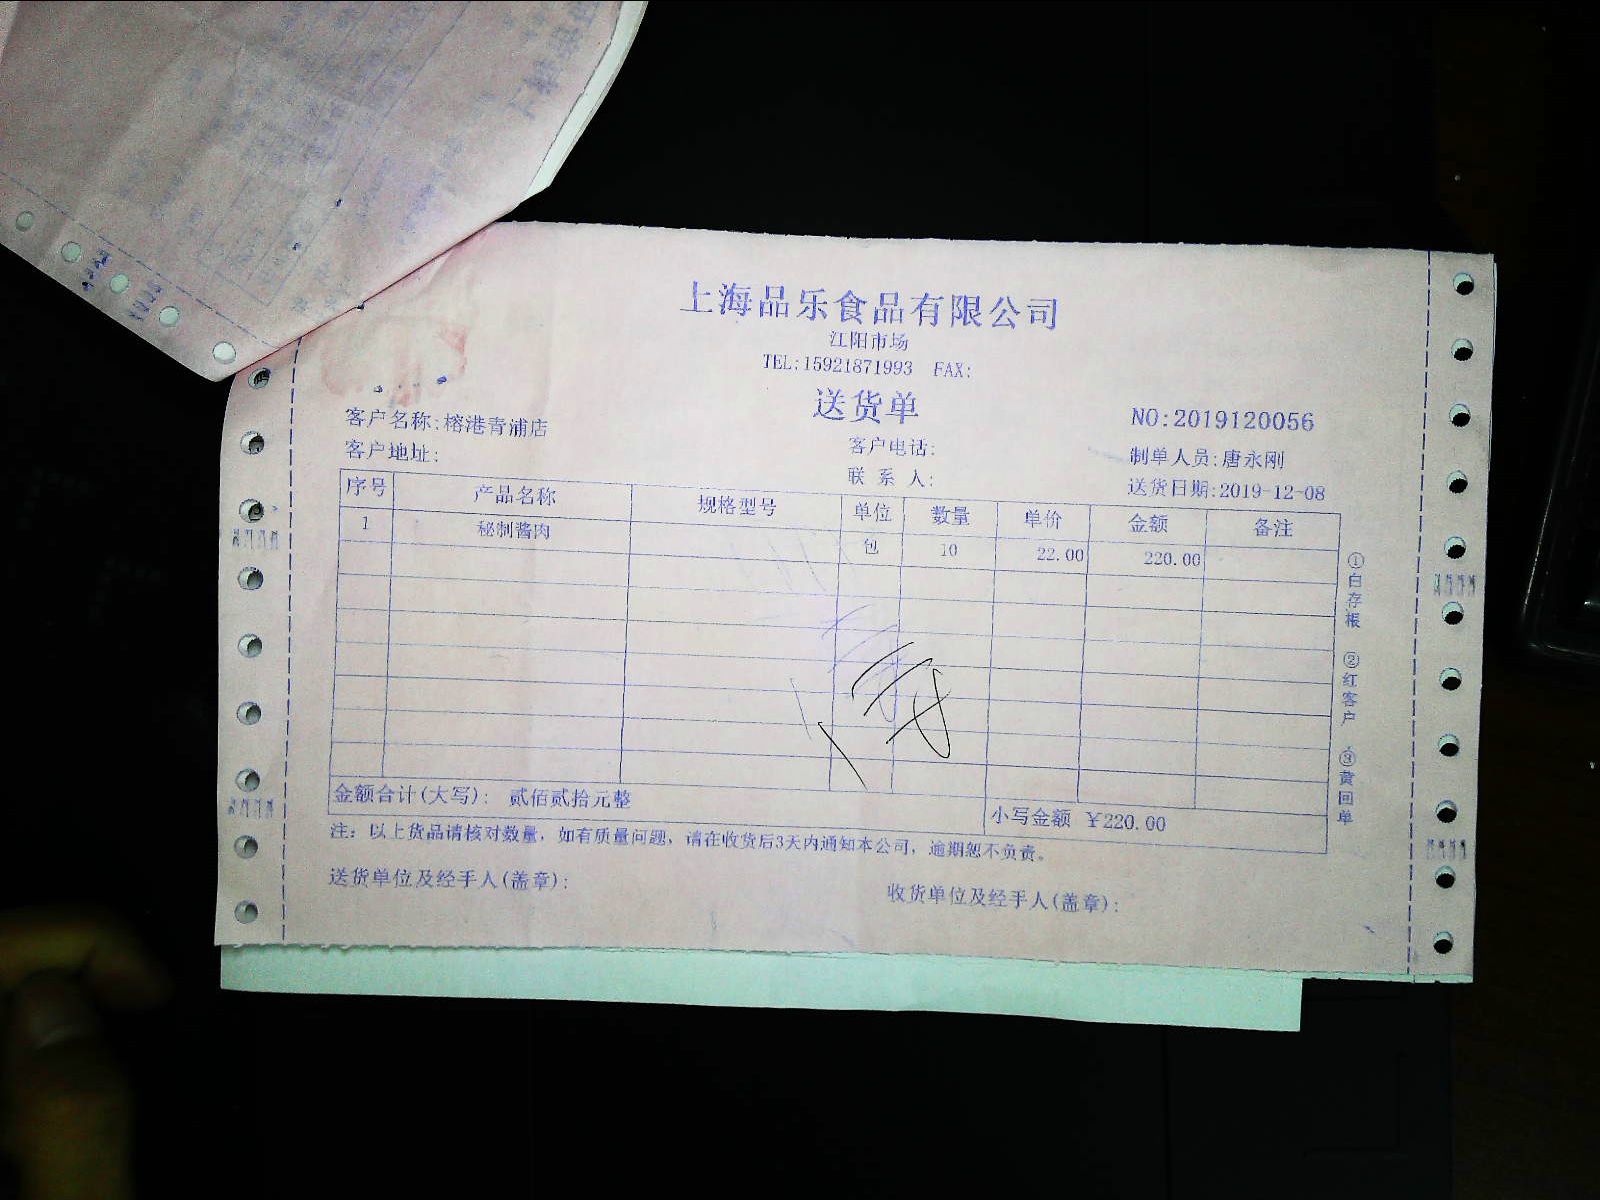 上海品乐食品有限公司
江阳市场
TEL:15921871993 FAX:
送货单
客户名称:榕港青浦店
NO:2019120056
客户地址:
客户电话:
制单人员:唐永刚
联 系 人:
送货日期:2019-12-08
序号 产品名称 规格型号 单位 数量 单价 金额 备注
1 秘制酱肉 包 10 22.00 220.00
①白存根 ②红客户 ③黄回单
金额合计(大写): 贰佰贰拾元整
小写金额 ￥220.00
注: 以上货品请核对数量, 如有质量问题, 请在收货后3天内通知本公司, 逾期恕不负责。
送货单位及经手人(盖章):
收货单位及经手人(盖章):